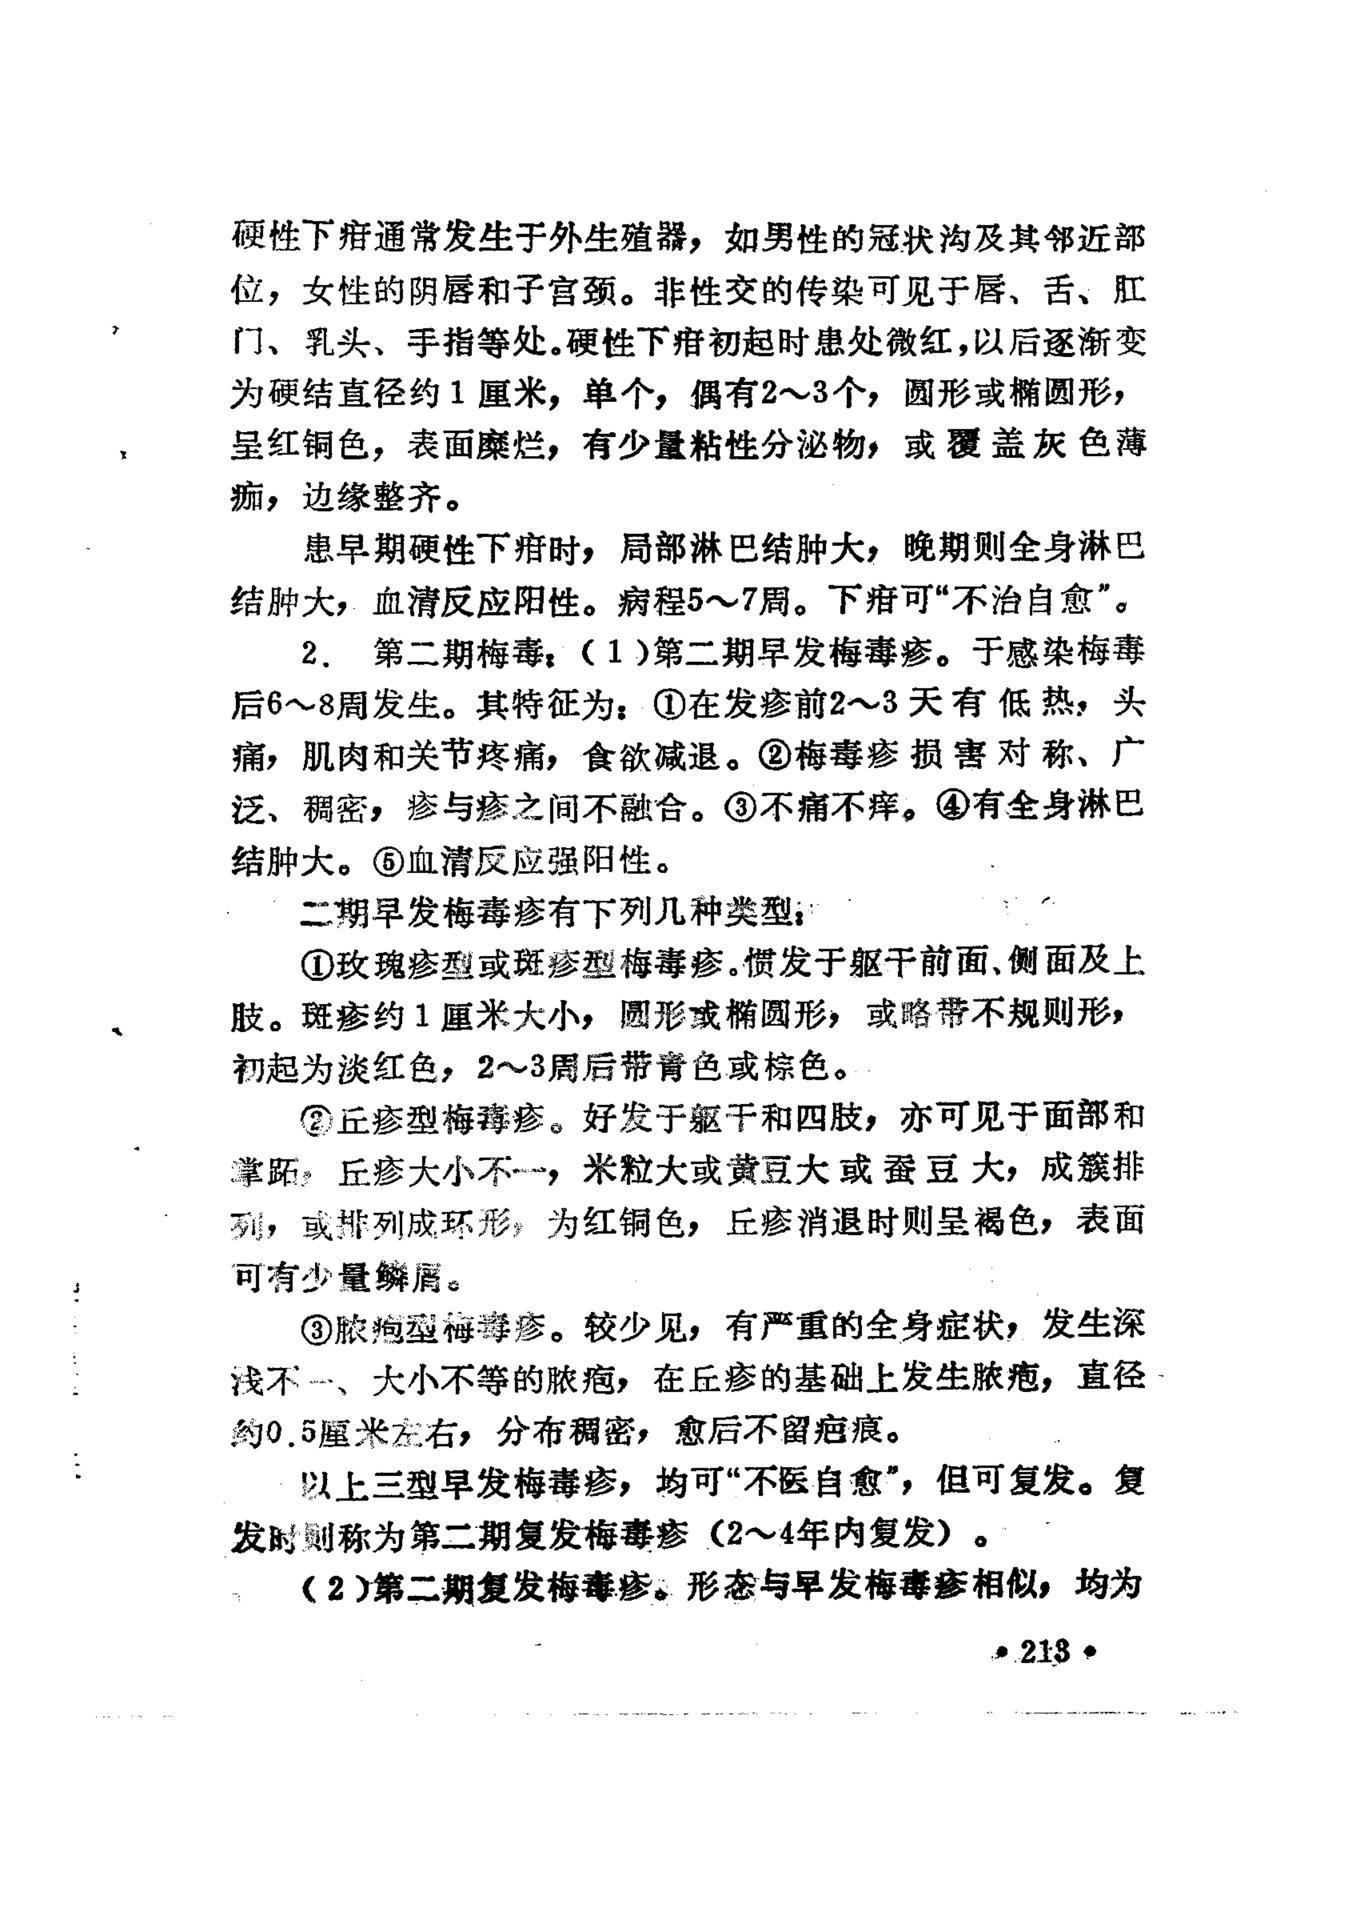 硬性下疳通常发生于外生殖器，如男性的冠状沟及其邻近部
位，女性的阴唇和子宫颈。非性交的传染可见于唇、舌、肛
门、乳头、手指等处。硬性下疳初起时患处微红，以后逐渐变
为硬结直径约1厘米，单个，偶有2～3个，圆形或椭圆形，
呈红铜色，表面糜烂，有少量粘性分泌物，或覆盖灰色薄
痂，边缘整齐。
患早期硬性下疳时，局部淋巴结肿大，晚期则全身淋巴
结肿大，血清反应阳性。病程5～7周。下疳可“不治自愈”。
2． 第二期梅毒：（1）第二期早发梅毒疹。于感染梅毒
后6～8周发生。其特征为：①在发疹前2～3天有低热，头
痛，肌肉和关节疼痛，食欲减退。②梅毒疹损害对称、广
泛、稠密，疹与疹之间不融合。③不痛不痒。④有全身淋巴
结肿大。⑤血清反应强阳性。
二期早发梅毒疹有下列几种类型：
①玫瑰疹型或斑疹型梅毒疹。惯发于躯干前面、侧面及上
肢。斑疹约1厘米大小，圆形或椭圆形，或略带不规则形，
初起为淡红色，2～3周后带青色或棕色。
②丘疹型梅毒疹。好发于躯干和四肢，亦可见于面部和
掌跖，丘疹大小不一，米粒大或黄豆大或蚕豆大，成簇排
列，或排列成环形，为红铜色，丘疹消退时则呈褐色，表面
可有少量鳞屑。
③脓疱型梅毒疹。较少见，有严重的全身症状，发生深
浅不一、大小不等的脓疱，在丘疹的基础上发生脓疱，直径
约0.5厘米左右，分布稠密，愈后不留疤痕。
以上三型早发梅毒疹，均可“不医自愈”，但可复发。复
发时则称为第二期复发梅毒疹（2～4年内复发）。
（2）第二期复发梅毒疹。形态与早发梅毒疹相似，均为
•213•